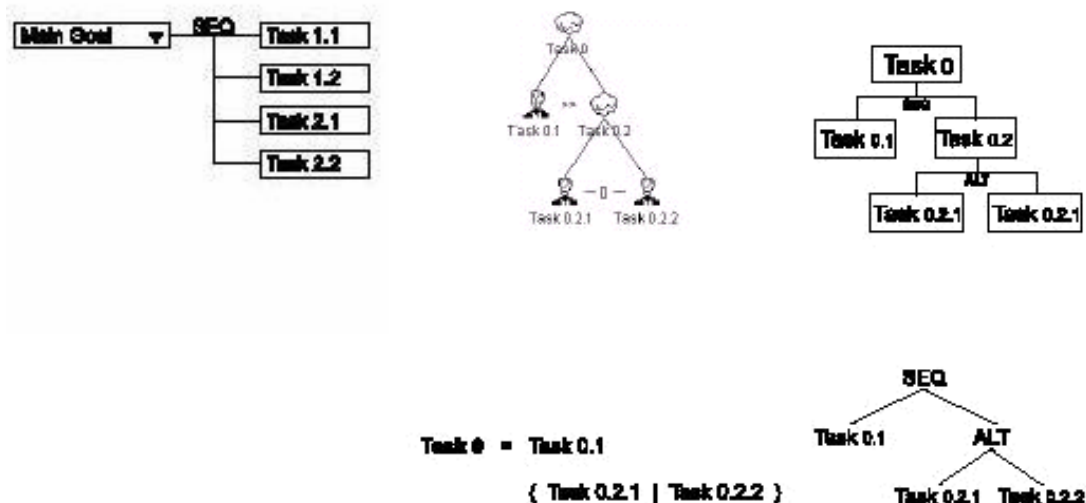 Main Goal
SEQ
Task 1.1
Task 1.2
Task 2.1
Task 2.2
Task 0
Task 0.1
>>
Task 0.2
Task 0.2.1
– [] –
Task 0.2.2
Task 0
SEQ
Task 0.1
Task 0.2
ALT
Task 0.2.1
Task 0.2.1
Task 0 = Task 0.1
{ Task 0.2.1 | Task 0.2.2 }
SEQ
Task 0.1
ALT
Task 0.2.1
Task 0.2.2